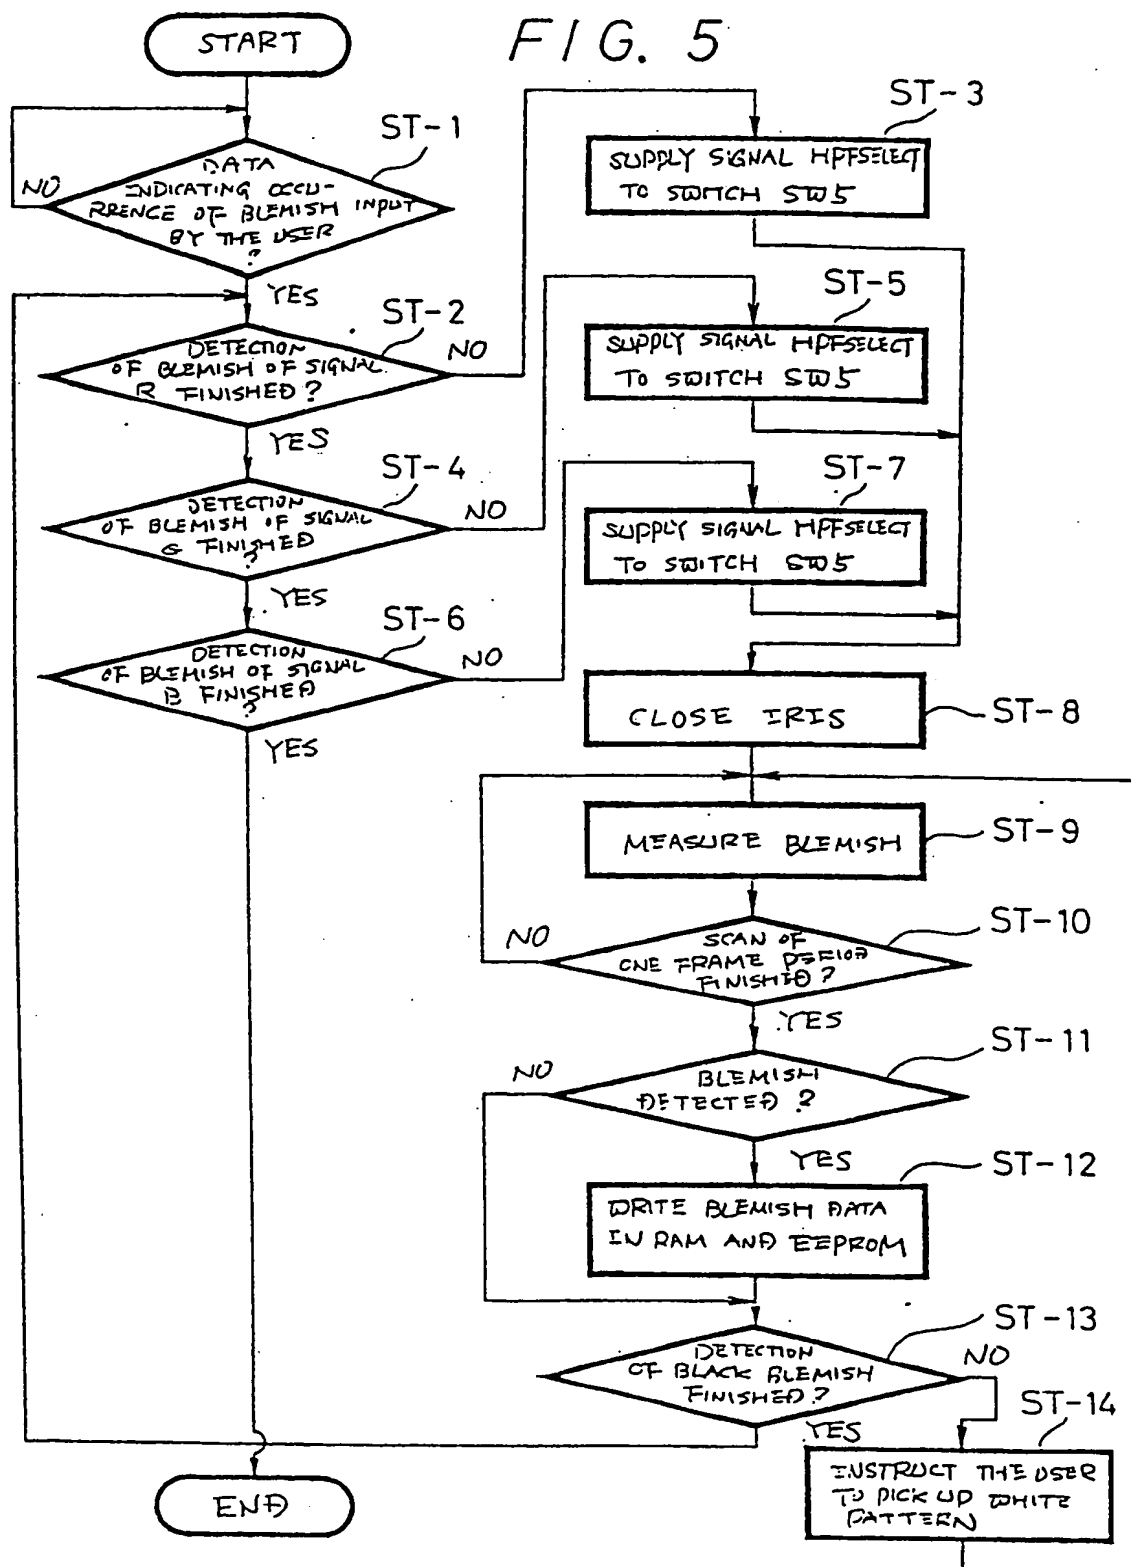 FIG. 5
START
ST-1
DATA
INDICATING OCCU-
RRENCE OF BLEMISH INPUT
BY THE USER
?
NO
YES
ST-2
DETECTION
OF BLEMISH OF SIGNAL
R FINISHED?
NO
YES
ST-3
SUPPLY SIGNAL HPFSELECT
TO SWITCH SW5
ST-4
DETECTION
OF BLEMISH OF SIGNAL
G FINISHED
?
NO
YES
ST-5
SUPPLY SIGNAL HPFSELECT
TO SWITCH SW5
ST-6
DETECTION
OF BLEMISH OF SIGNAL
B FINISHED
?
NO
YES
ST-7
SUPPLY SIGNAL HPFSELECT
TO SWITCH SW5
CLOSE IRIS
ST-8
MEASURE BLEMISH
ST-9
ST-10
SCAN OF
ONE FRAME PERIOD
FINISHED?
NO
YES
ST-11
BLEMISH
DETECTED?
NO
YES
ST-12
WRITE BLEMISH DATA
IN RAM AND EEPROM
ST-13
DETECTION
OF BLACK BLEMISH
FINISHED?
NO
YES
ST-14
INSTRUCT THE USER
TO PICK UP WHITE
PATTERN
END